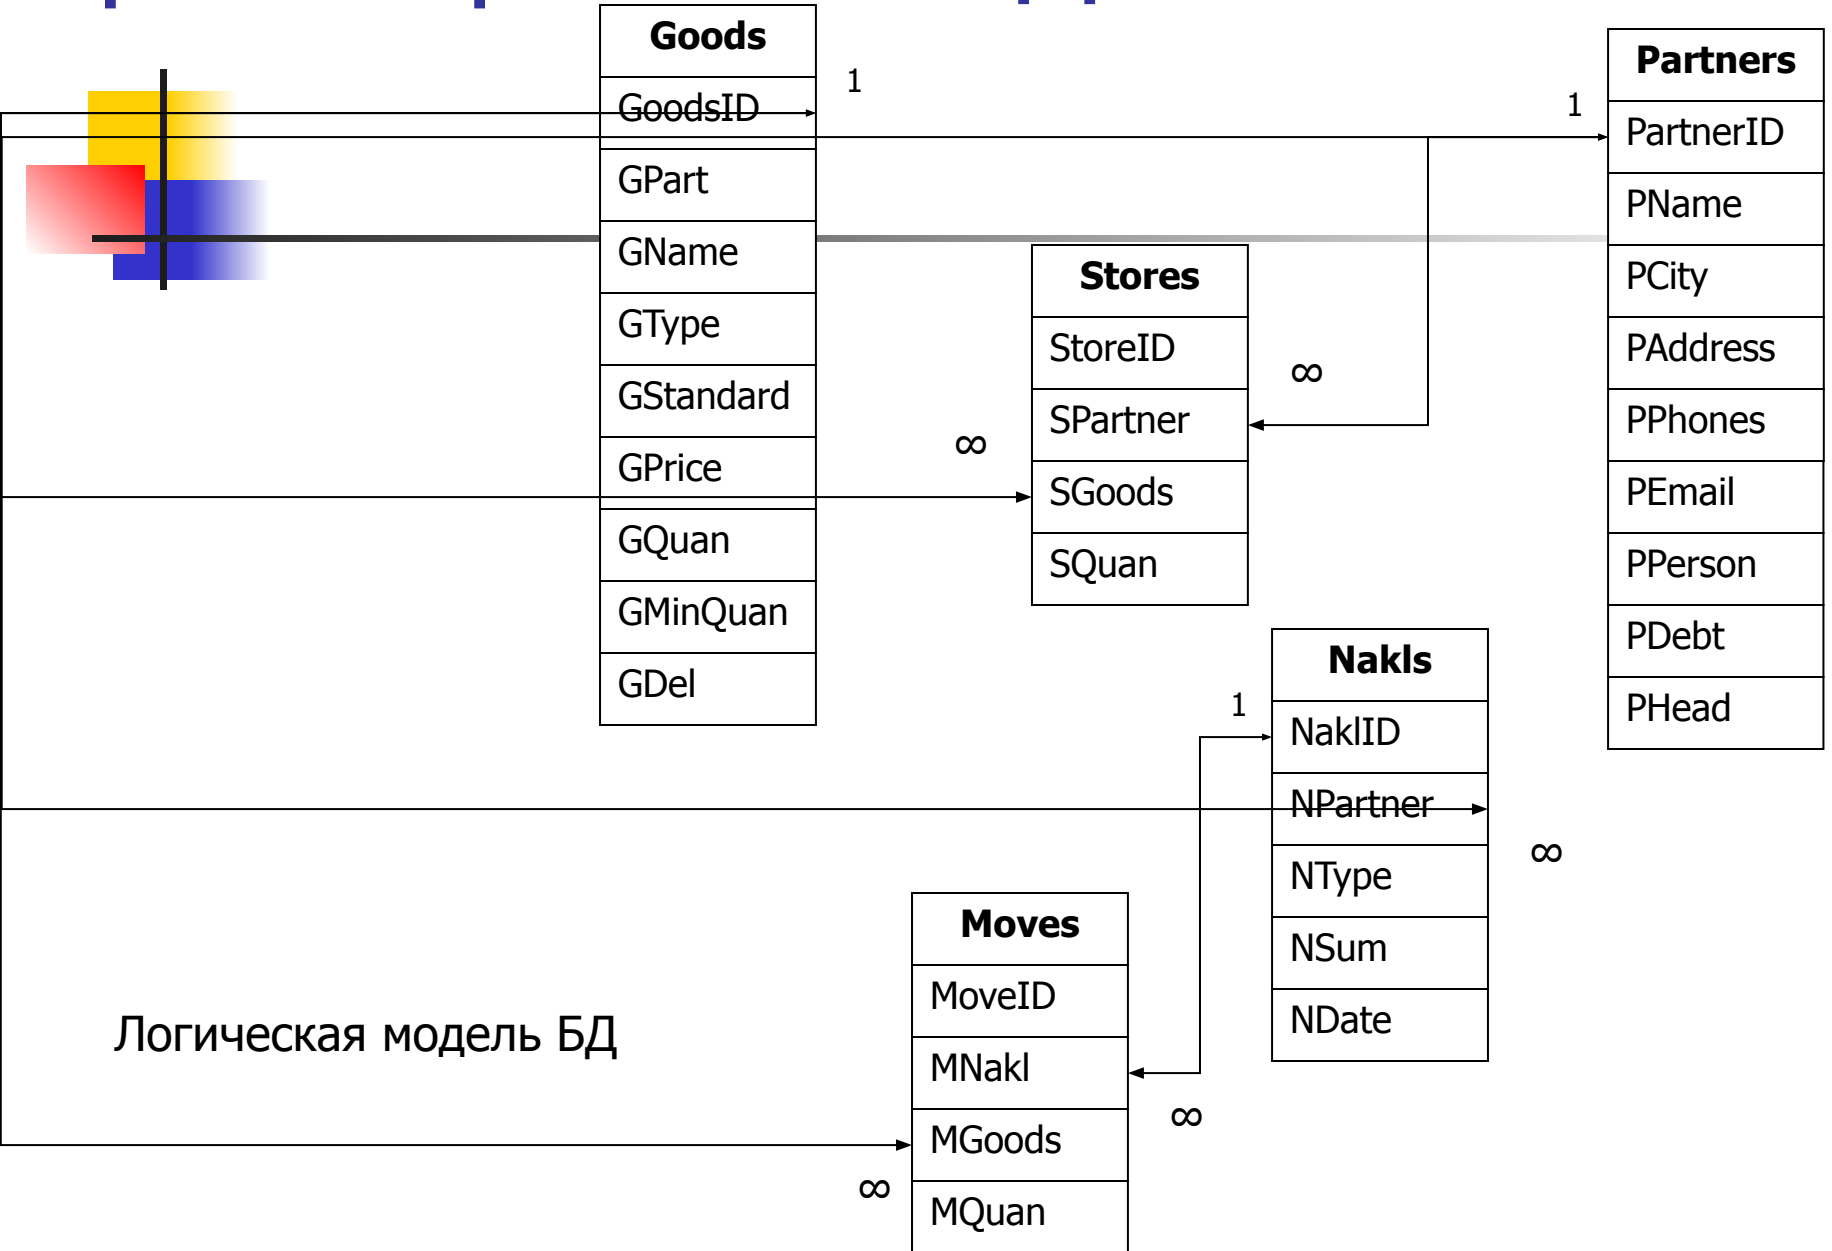 Goods
GoodsID
GPart
GName
GType
GStandard
GPrice
GQuan
GMinQuan
GDel
1
1
Partners
PartnerID
PName
PCity
PAddress
PPhones
PEmail
PPerson
PDebt
PHead
Stores
StoreID
SPartner
SGoods
SQuan
∞
∞
Nakls
NaklID
NPartner
NType
NSum
NDate
1
∞
Moves
MoveID
MNakl
MGoods
MQuan
∞
∞
Логическая модель БД